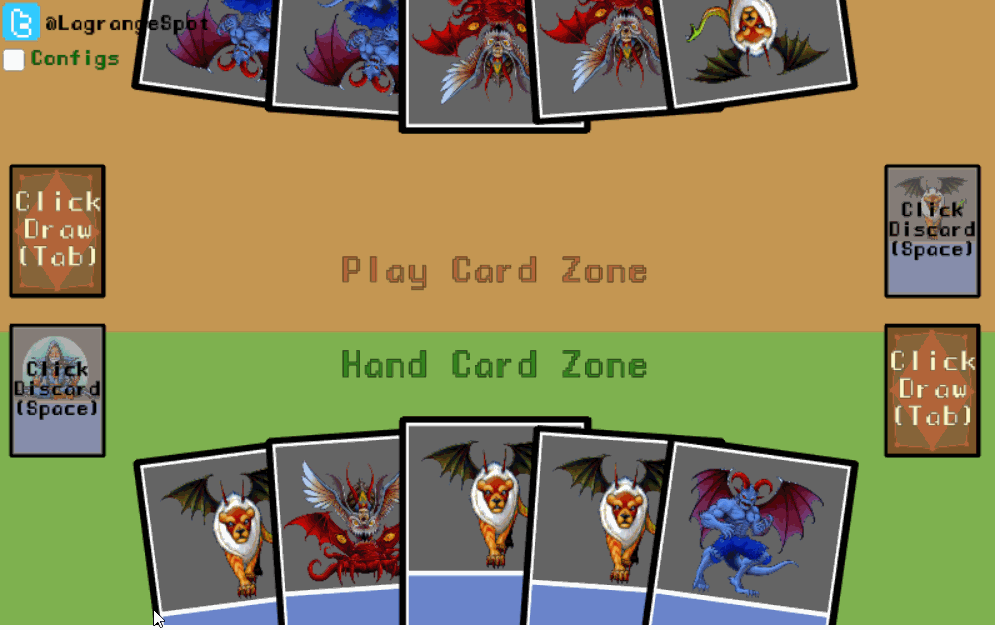 @LagrangeSpot
Configs
Click
Draw
(Tab)
Click
Discard
(Space)
Play Card Zone
Hand Card Zone
Click
Discard
(Space)
Click
Draw
(Tab)